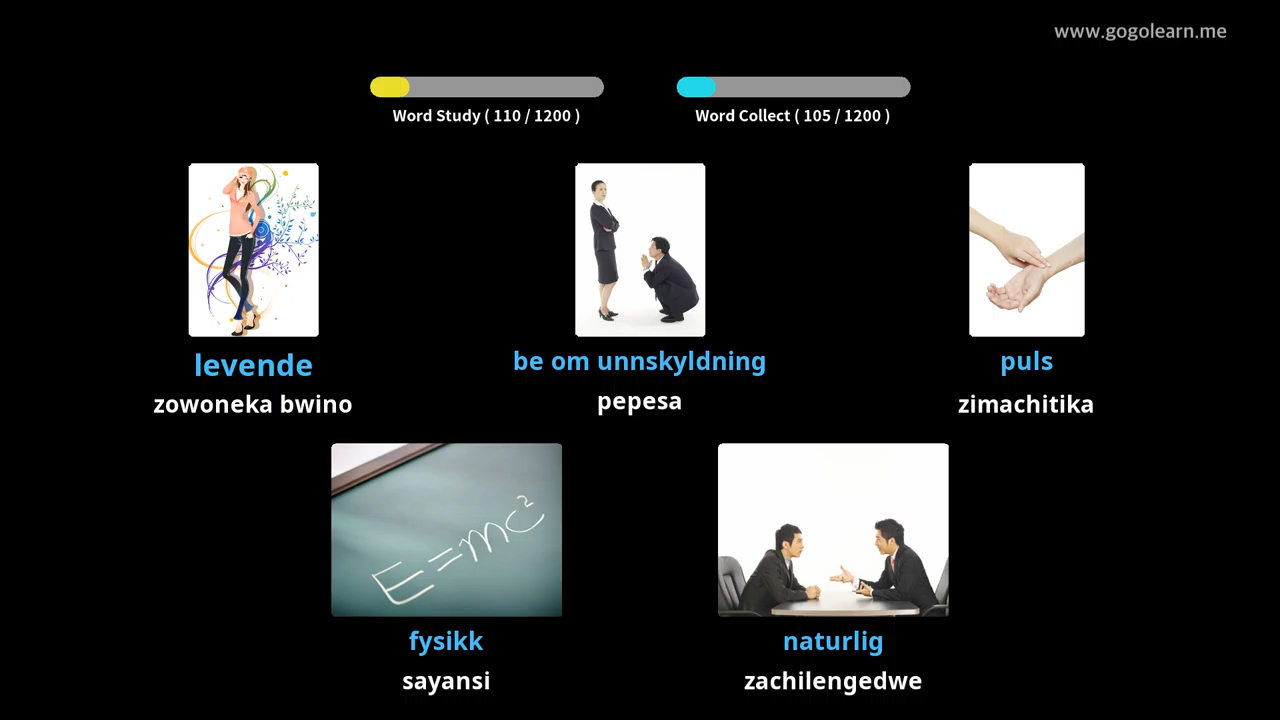 www.gogolearn.me
Word Study ( 110 / 1200 )
Word Collect ( 105 / 1200 )
levende
zowoneka bwino
be om unnskyldning
pepesa
puls
zimachitika
E=mc²
fysikk
sayansi
naturlig
zachilengedwe